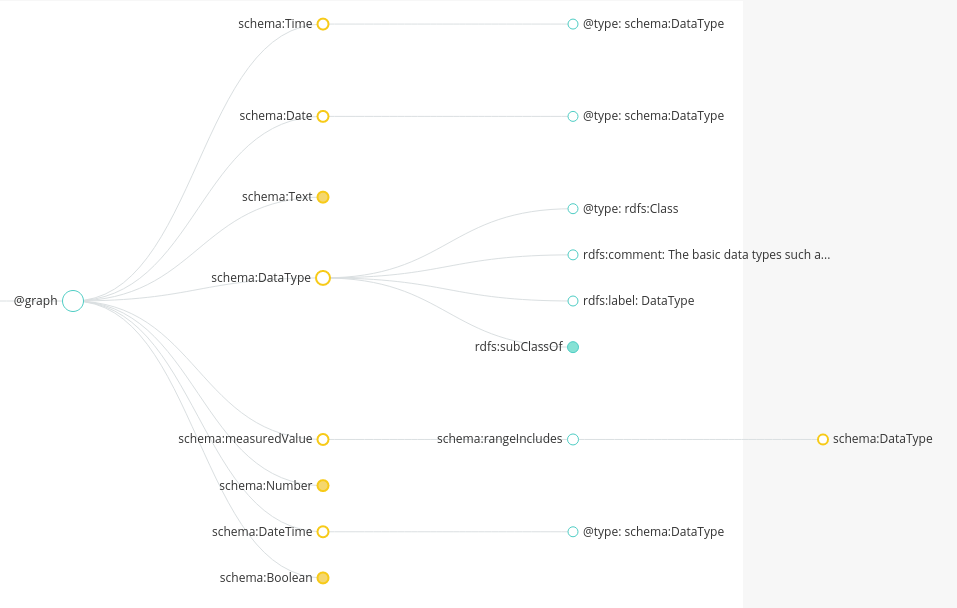 schema:Time
@type: schema:DataType
schema:Date
@type: schema:DataType
schema:Text
@type: rdfs:Class
rdfs:comment: The basic data types such a...
schema:DataType
@graph
rdfs:label: DataType
rdfs:subClassOf
schema:measuredValue
schema:rangeIncludes
schema:DataType
schema:Number
schema:DateTime
@type: schema:DataType
schema:Boolean